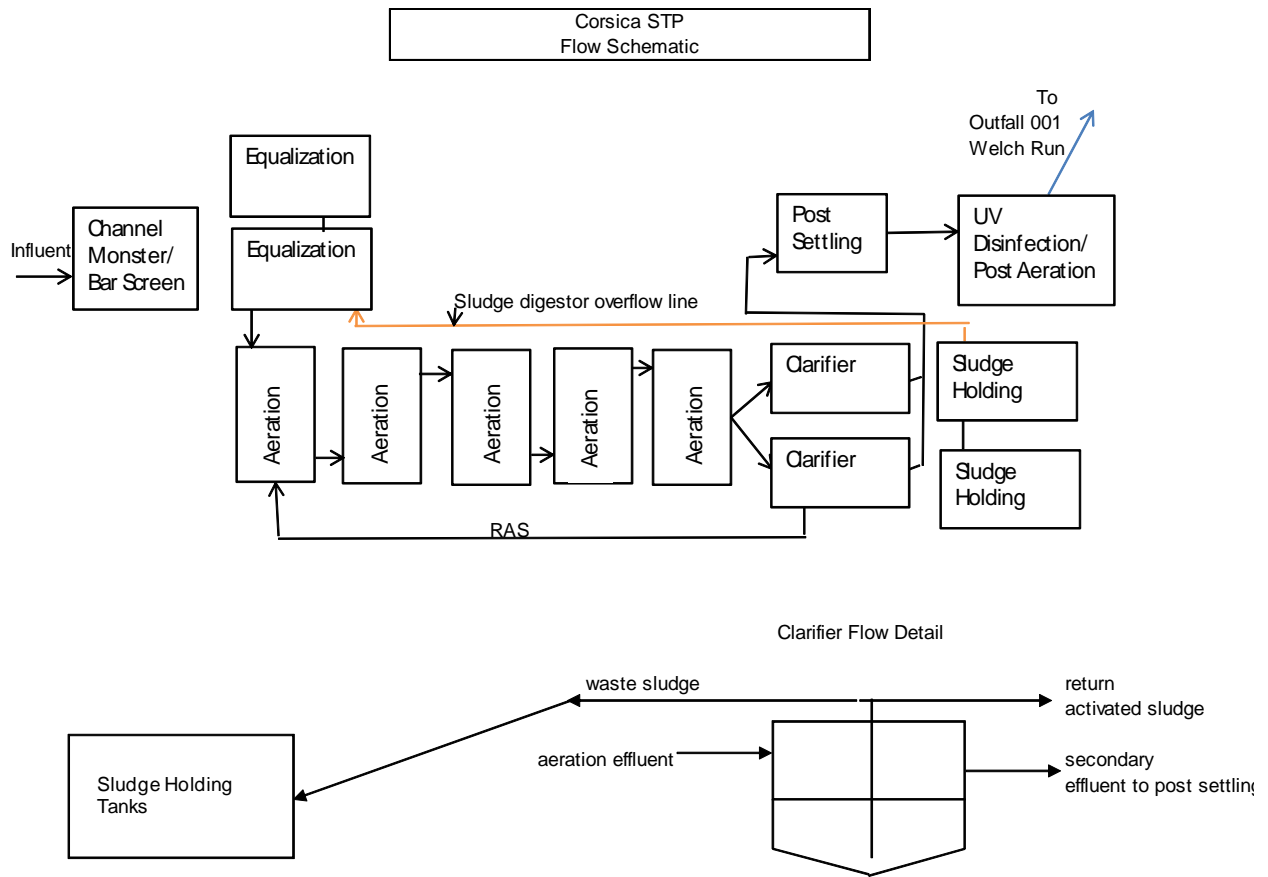 Corsica STP
Flow Schematic
To
Outfall 001
Welch Run
Equalization
Equalization
Influent
Channel
Monster/
Bar Screen
Post
Settling
UV
Disinfection/
Post Aeration
Sludge digestor overflow line
Aeration
Aeration
Aeration
Aeration
Aeration
Clarifier
Clarifier
Sludge
Holding
Sludge
Holding
RAS
Clarifier Flow Detail
waste sludge
return
activated sludge
aeration effluent
secondary
effluent to post settling
Sludge Holding
Tanks